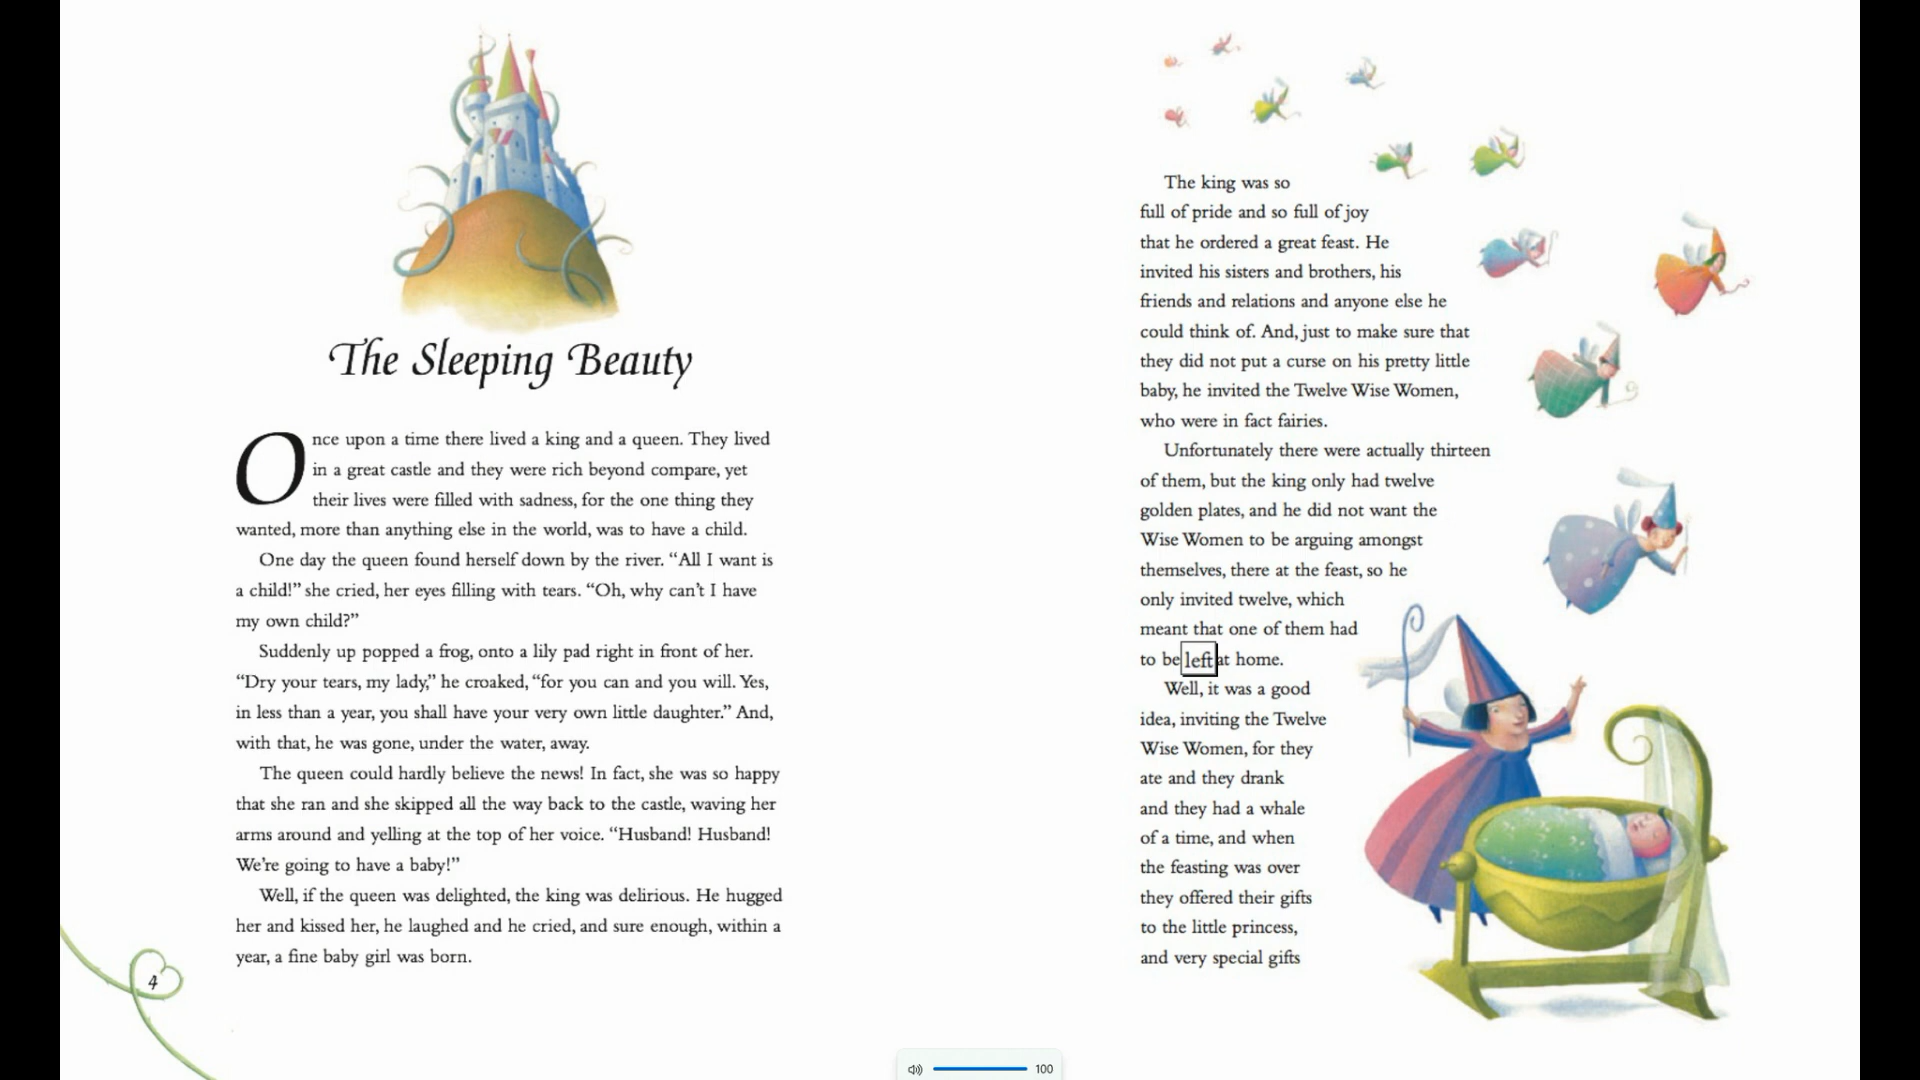 The Sleeping Beauty
Once upon a time there lived a king and a queen. They lived
in a great castle and they were rich beyond compare, yet
their lives were filled with sadness, for the one thing they
wanted, more than anything else in the world, was to have a child.
One day the queen found herself down by the river. “All I want is
a child!” she cried, her eyes filling with tears. “Oh, why can’t I have
my own child?”
Suddenly up popped a frog, onto a lily pad right in front of her.
“Dry your tears, my lady,” he croaked, “for you can and you will. Yes,
in less than a year, you shall have your very own little daughter.” And,
with that, he was gone, under the water, away.
The queen could hardly believe the news! In fact, she was so happy
that she ran and she skipped all the way back to the castle, waving her
arms around and yelling at the top of her voice. “Husband! Husband!
We’re going to have a baby!”
Well, if the queen was delighted, the king was delirious. He hugged
her and kissed her, he laughed and he cried, and sure enough, within a
year, a fine baby girl was born.
4
The king was so
full of pride and so full of joy
that he ordered a great feast. He
invited his sisters and brothers, his
friends and relations and anyone else he
could think of. And, just to make sure that
they did not put a curse on his pretty little
baby, he invited the Twelve Wise Women,
who were in fact fairies.
Unfortunately there were actually thirteen
of them, but the king only had twelve
golden plates, and he did not want the
Wise Women to be arguing amongst
themselves, there at the feast, so he
only invited twelve, which
meant that one of them had
to be left at home.
Well, it was a good
idea, inviting the Twelve
Wise Women, for they
ate and they drank
and they had a whale
of a time, and when
the feasting was over
they offered their gifts
to the little princess,
and very special gifts
100